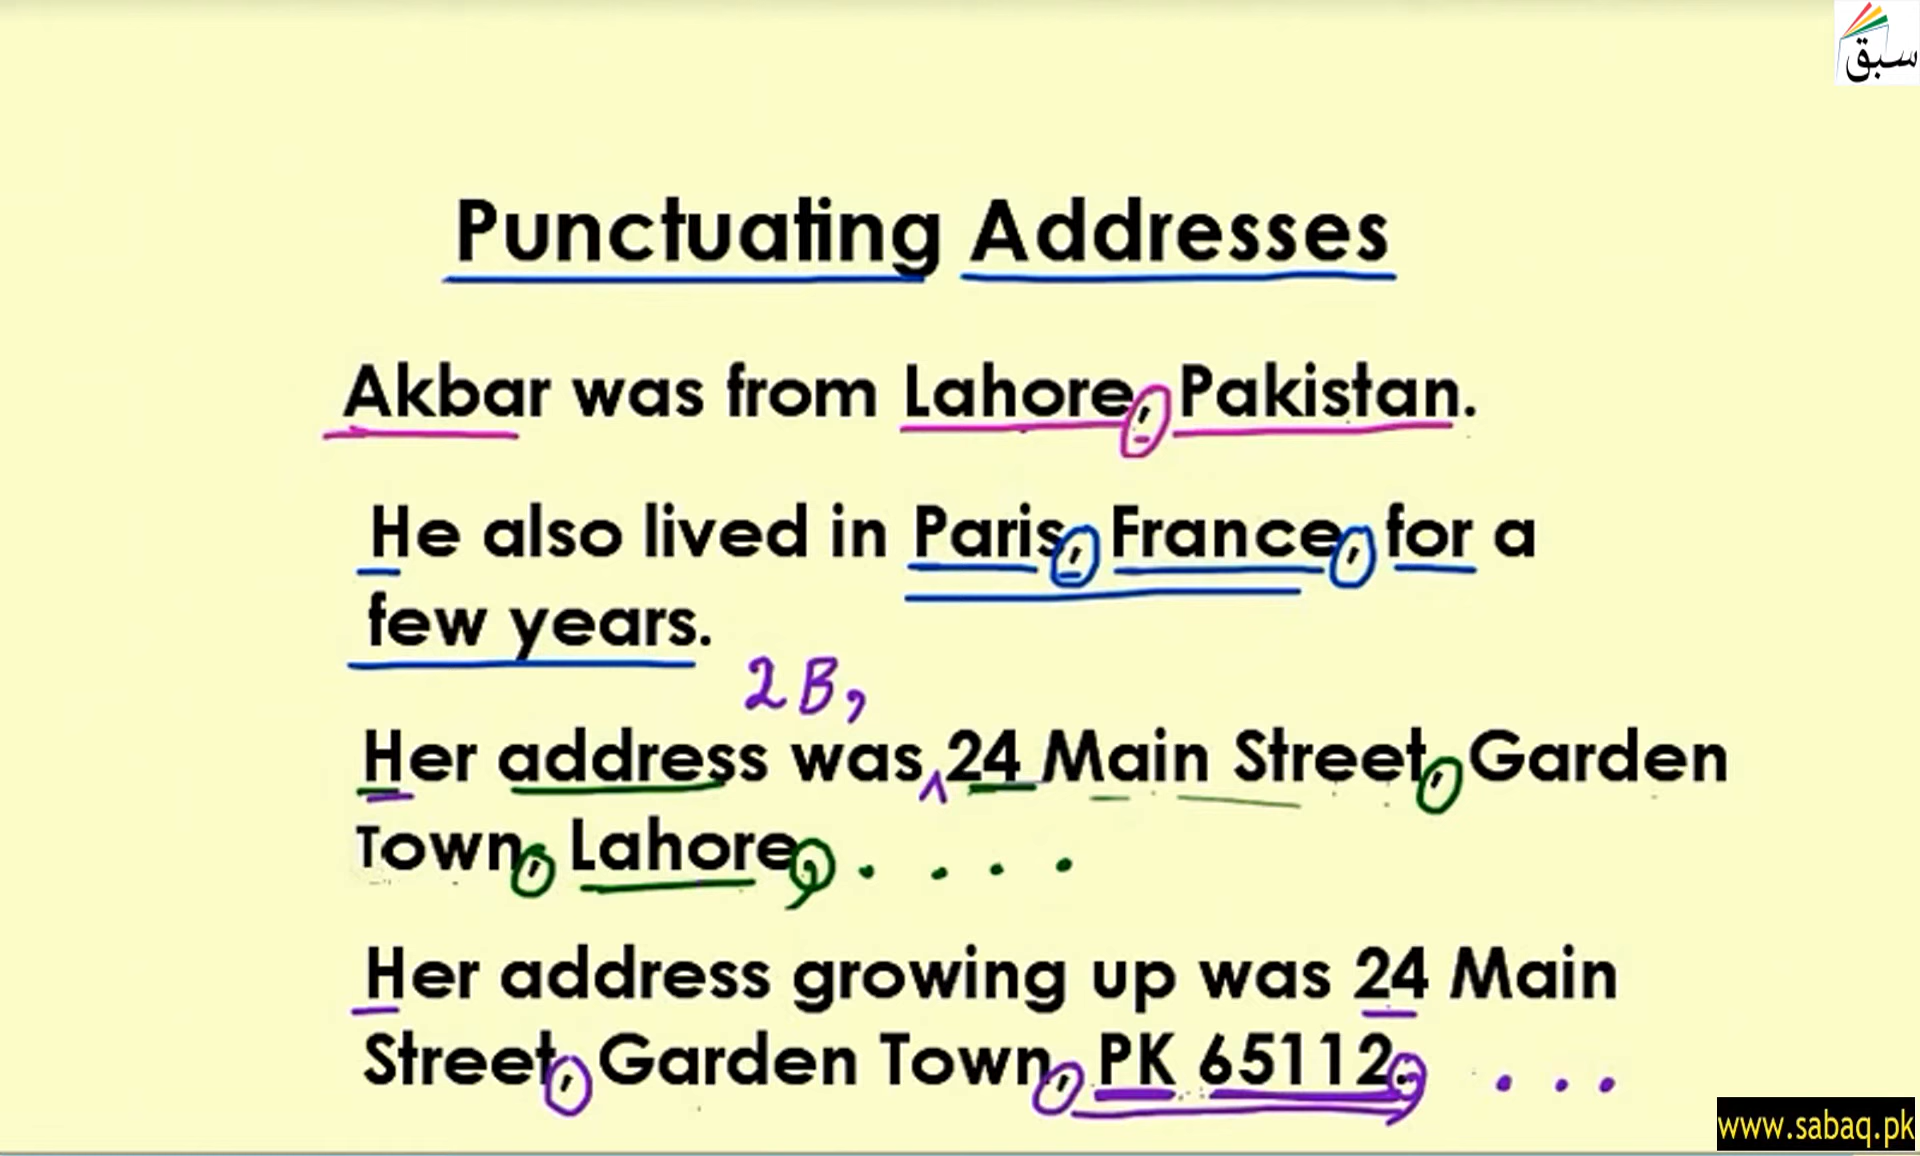 سبق
Punctuating Addresses
Akbar was from Lahore, Pakistan.
He also lived in Paris, France, for a
few years.
2B,
Her address was 24 Main Street, Garden
Town, Lahore, . . . .
Her address growing up was 24 Main
Street, Garden Town, PK 65112. . . .
www.sabaq.pk